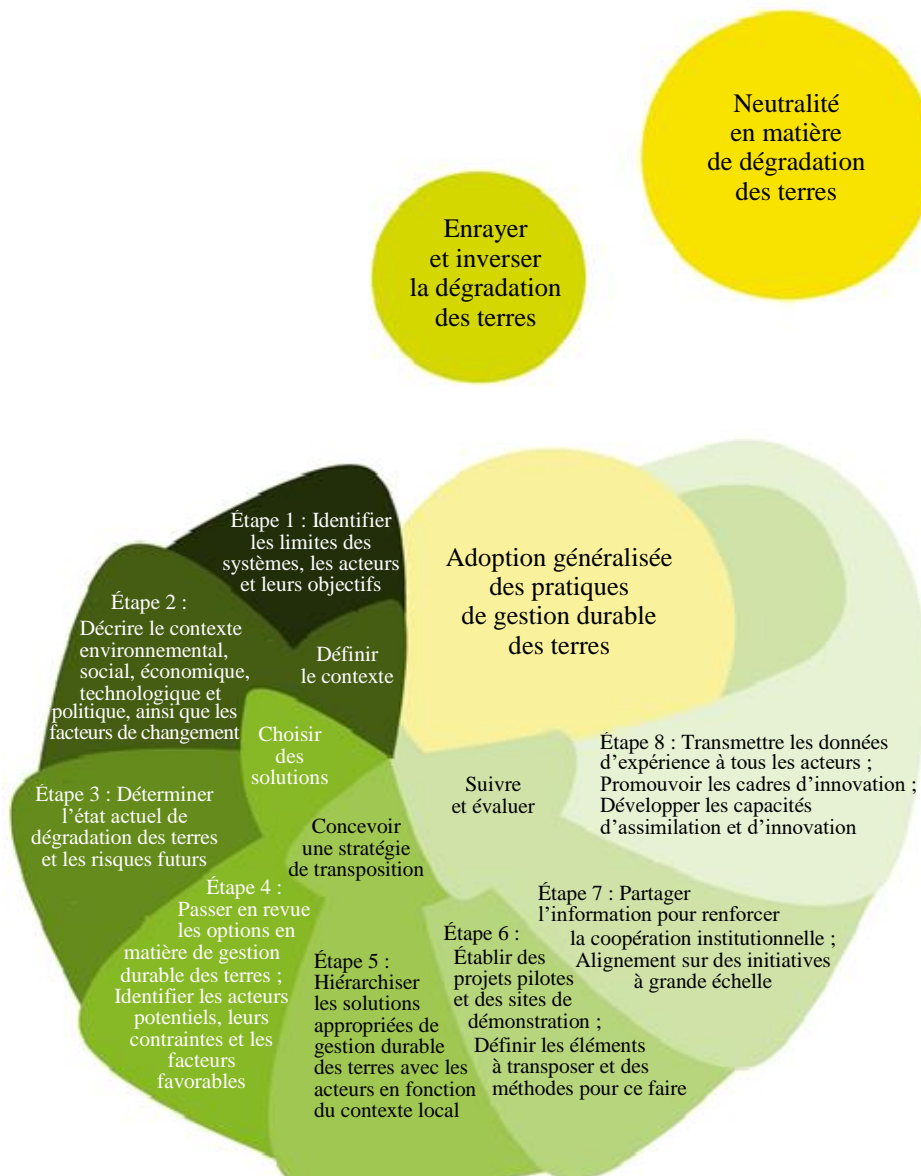 Neutralité
en matière
de dégradation
des terres
Enrayer
et inverser
la dégradation
des terres
Adoption généralisée
des pratiques
de gestion durable
des terres
Étape 1 : Identifier
les limites des
systèmes, les acteurs
et leurs objectifs
Étape 2 :
Décrire le contexte
environnemental,
social, économique,
technologique et
politique, ainsi que les
facteurs de changement
Définir
le contexte
Choisir
des
solutions
Étape 3 : Déterminer
l’état actuel de
dégradation des terres
et les risques futurs
Concevoir
une stratégie
de transposition
Suivre
et évaluer
Étape 4 :
Passer en revue
les options en
matière de gestion
durable des terres ;
Identifier les acteurs
potentiels, leurs
contraintes et les
facteurs
favorables
Étape 5 :
Hiérarchiser
les solutions
appropriées de
gestion durable
des terres avec les
acteurs en fonction
du contexte local
Étape 6 :
Établir des
projets pilotes
et des sites de
démonstration ;
Définir les éléments
à transposer et des
méthodes pour ce faire
Étape 7 : Partager
l’information pour renforcer
la coopération institutionnelle ;
Alignement sur des initiatives
à grande échelle
Étape 8 : Transmettre les données
d’expérience à tous les acteurs ;
Promouvoir les cadres d’innovation ;
Développer les capacités
d’assimilation et d’innovation